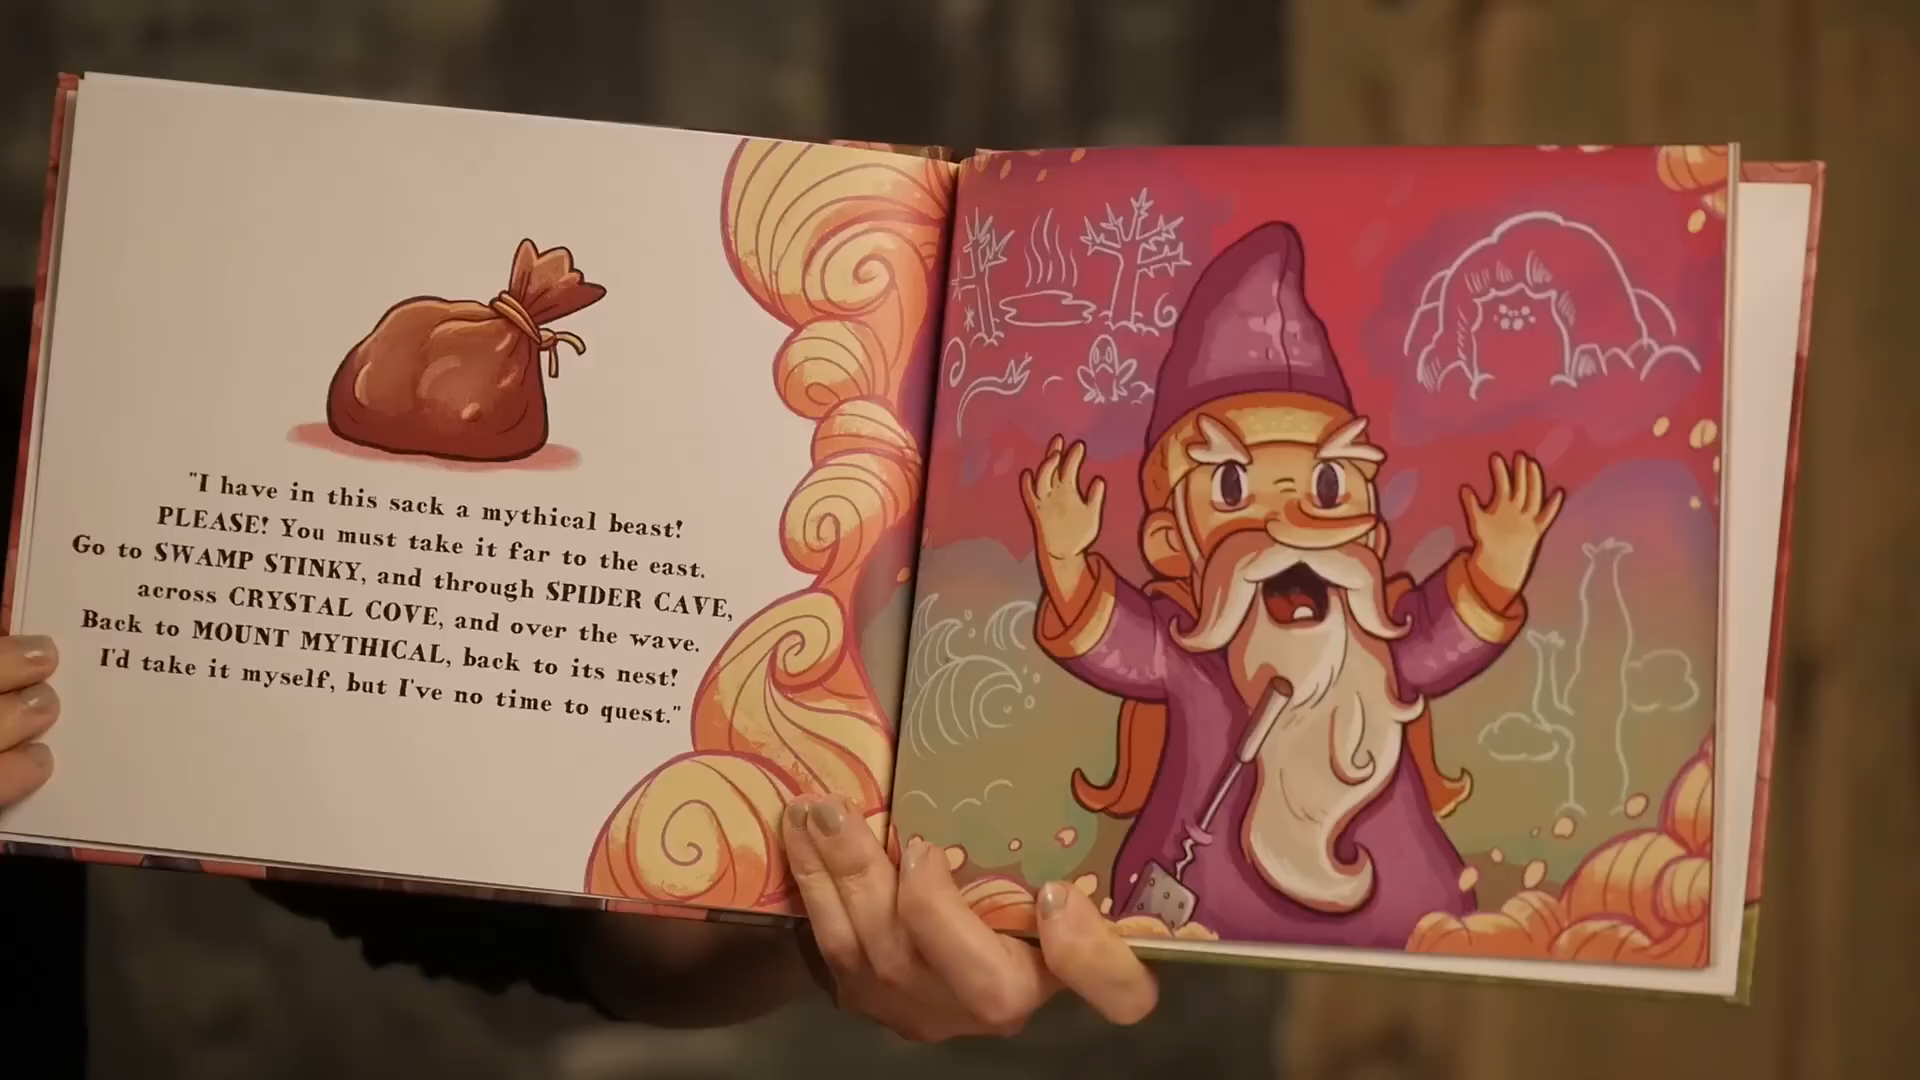 "I have in this sack a mythical beast!
PLEASE! You must take it far to the east.
Go to SWAMP STINKY, and through SPIDER CAVE,
across CRYSTAL COVE, and over the wave.
Back to MOUNT MYTHICAL, back to its nest!
I'd take it myself, but I've no time to quest."